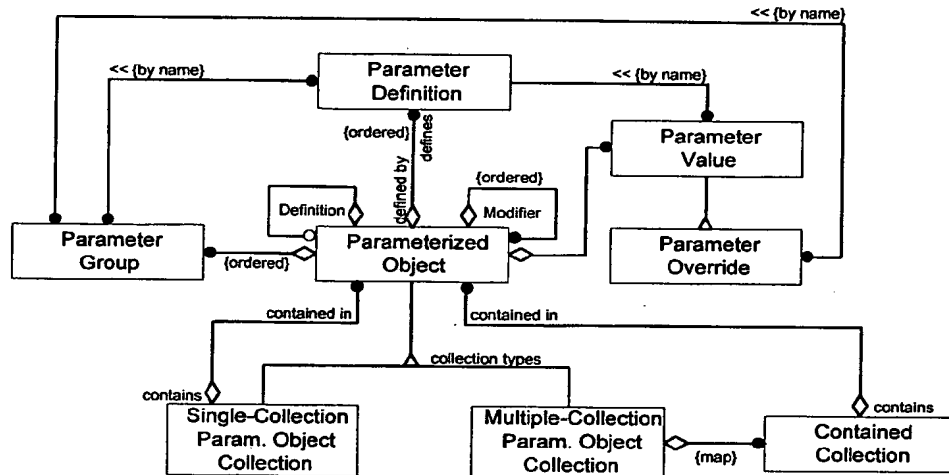 << {by name}
<< {by name}
Parameter
Definition
<< {by name}
{ordered}
defines
defined by
Parameter
Value
{ordered}
Definition
Modifier
Parameter
Group
{ordered}
Parameterized
Object
Parameter
Override
contained in
contained in
collection types
contains
contains
Single-Collection
Param. Object
Collection
Multiple-Collection
Param. Object
Collection
{map}
Contained
Collection